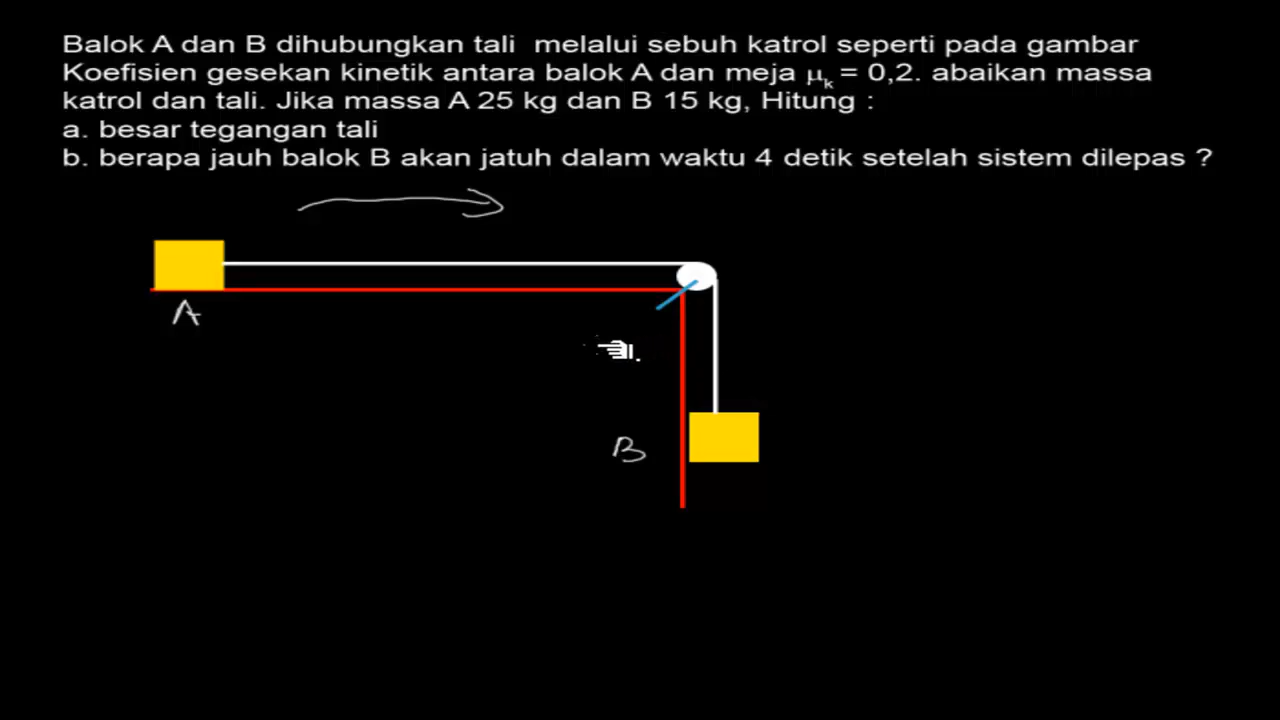 Balok A dan B dihubungkan tali melalui sebuh katrol seperti pada gambar
Koefisien gesekan kinetik antara balok A dan meja μk = 0,2. abaikan massa
katrol dan tali. Jika massa A 25 kg dan B 15 kg, Hitung :
a. besar tegangan tali
b. berapa jauh balok B akan jatuh dalam waktu 4 detik setelah sistem dilepas ?
A
B